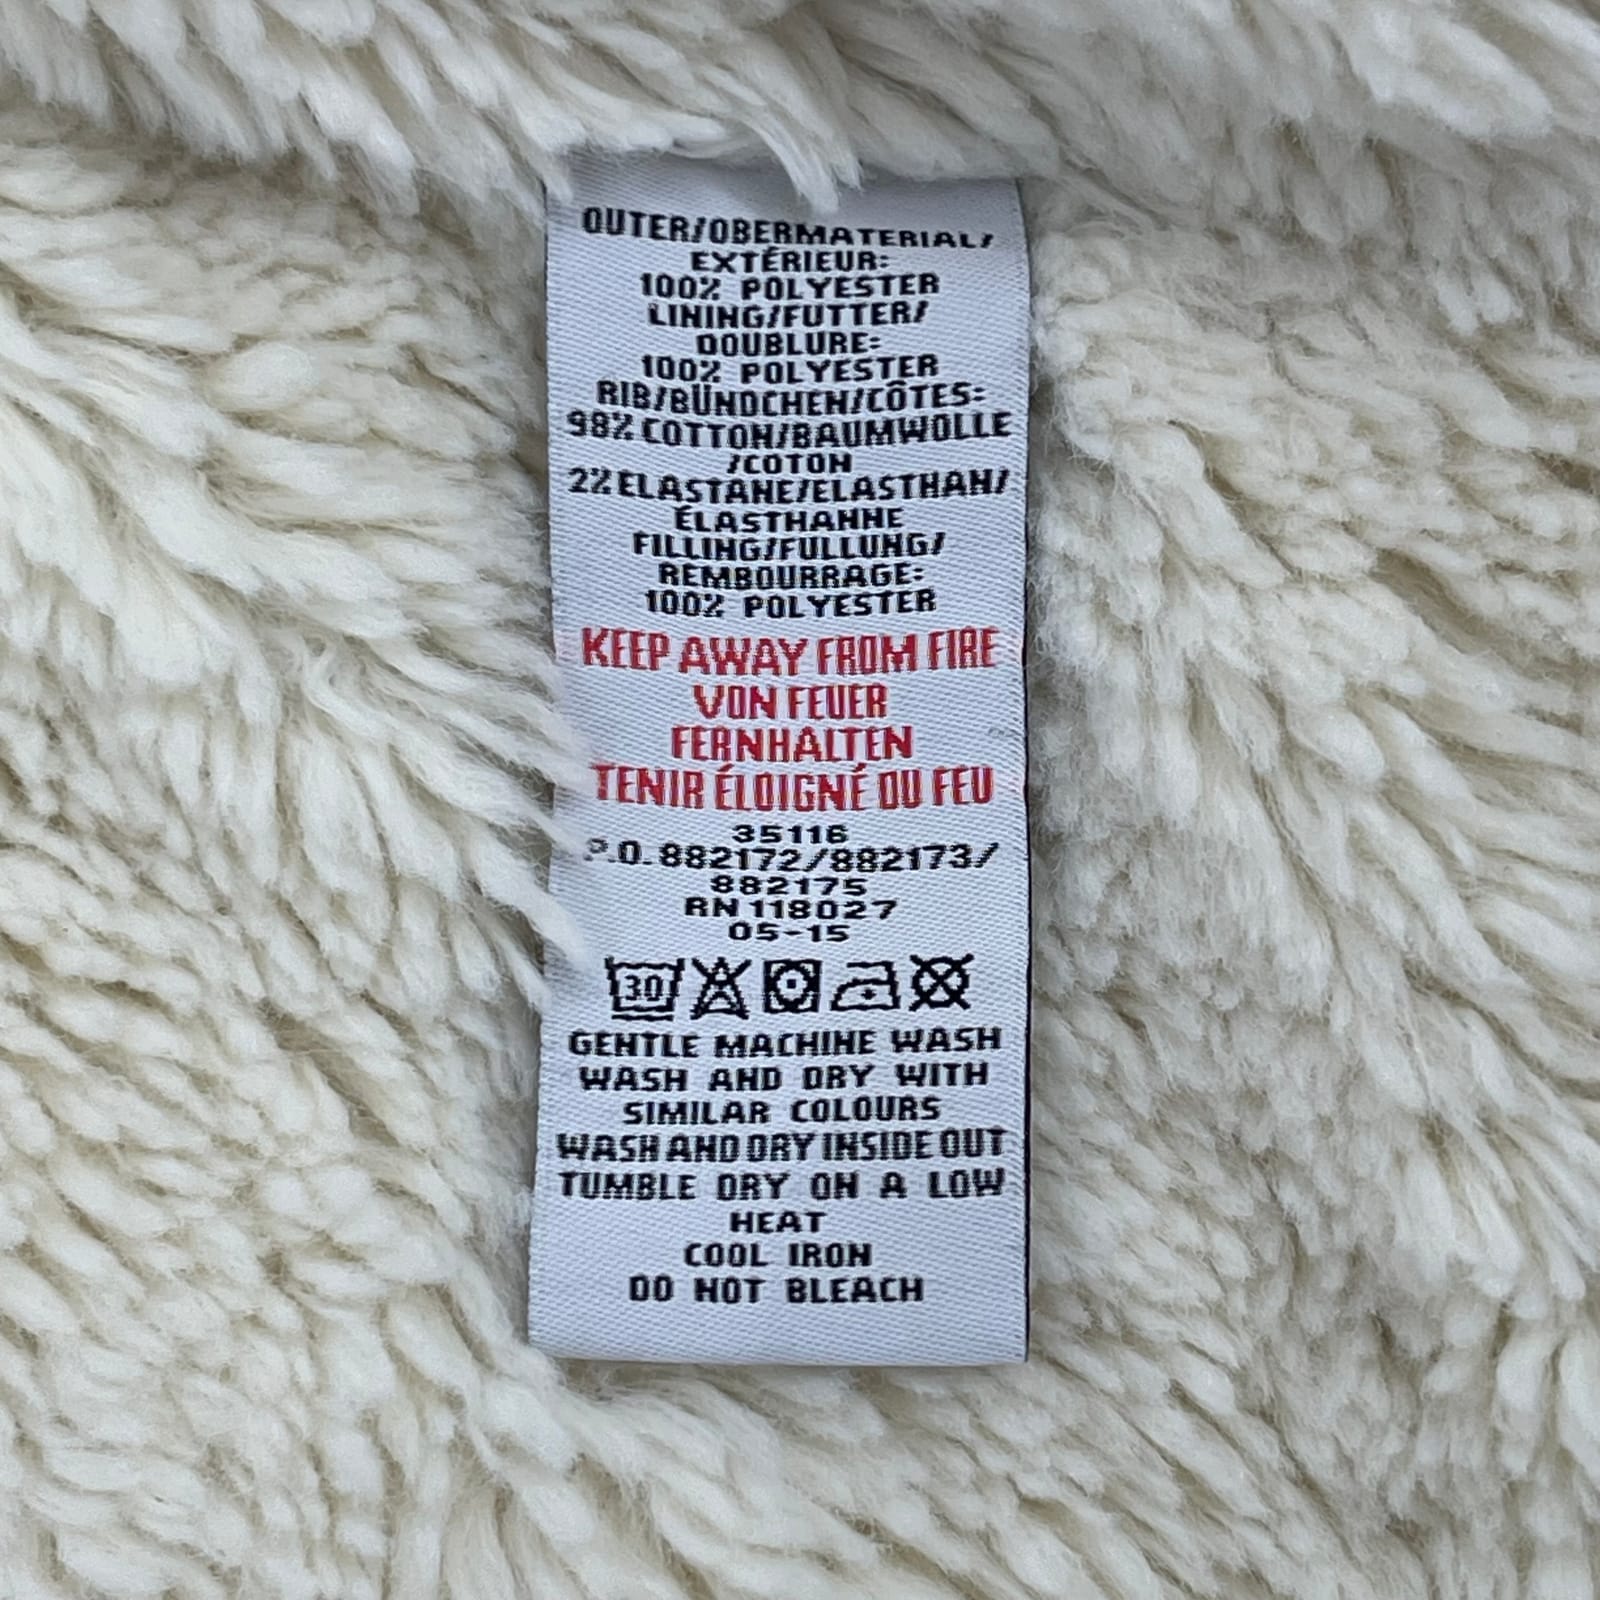 OUTER/OBERMATERIAL/
EXTÉRIEUR:
100% POLYESTER
LINING/FUTTER/
DOUBLURE:
100% POLYESTER
RIB/BÜNDCHEN/CÔTES:
98% COTTON/BAUMWOLLE
/COTON
2% ELASTANE/ELASTHAN/
ÉLASTHANNE
FILLING/FULLUNG/
REMBOURRAGE:
100% POLYESTER
KEEP AWAY FROM FIRE
VON FEUER
FERNHALTEN
TENIR ÉLOIGNÉ DU FEU
35116
P.O. 882172/882173/
882175
RN 118027
05-15
30
GENTLE MACHINE WASH
WASH AND DRY WITH
SIMILAR COLOURS
WASH AND DRY INSIDE OUT
TUMBLE DRY ON A LOW
HEAT
COOL IRON
DO NOT BLEACH